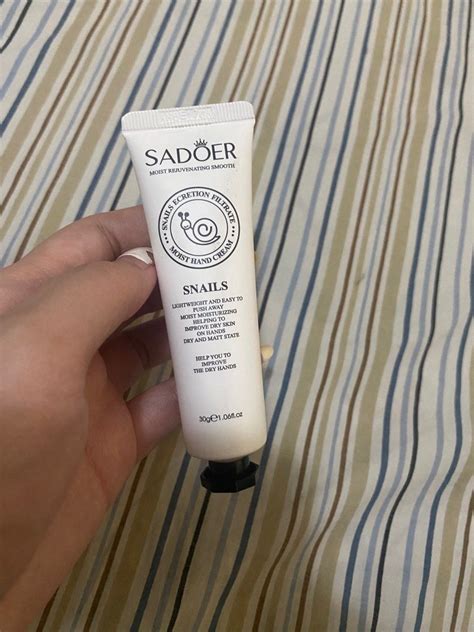 SADOER
MOIST REJUVENATING SMOOTH
SNAILS ECRETION FILTRATE
MOIST HAND CREAM
SNAILS
LIGHTWEIGHT AND EASY TO
PUSH AWAY
MOIST MOISTURIZING
HELPING TO
IMPROVE DRY SKIN
ON HANDS
DRY AND MATT STATE
HELP YOU TO
IMPROVE
THE DRY HANDS
30g℮1.06fl.oz